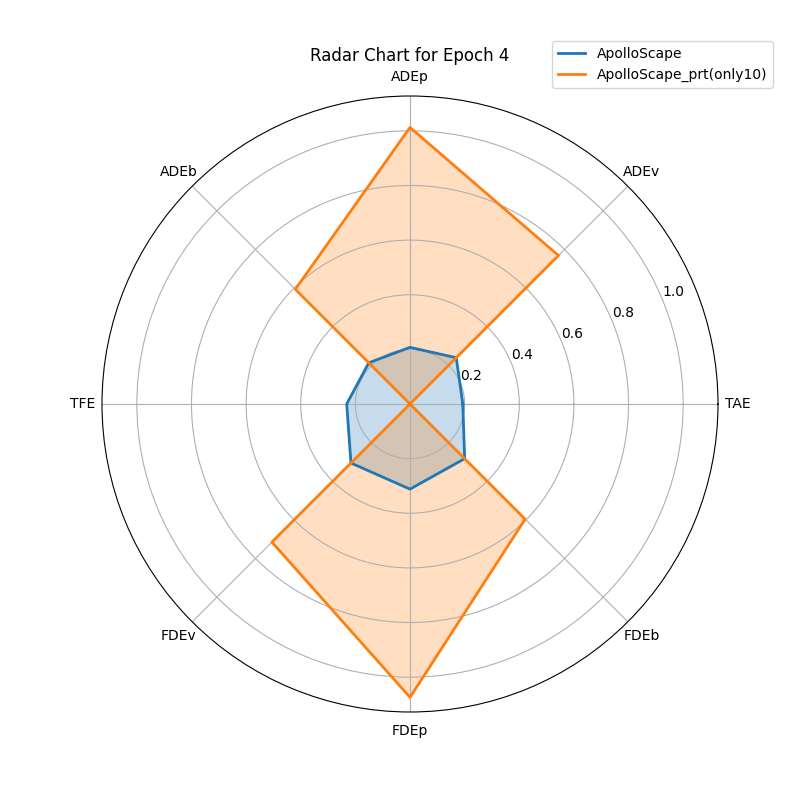 Radar Chart for Epoch 4
ApolloScape
ApolloScape_prt(only10)
ADEp
ADEb
ADEv
1.0
0.8
0.6
0.4
0.2
TFE
TAE
FDEv
FDEb
FDEp